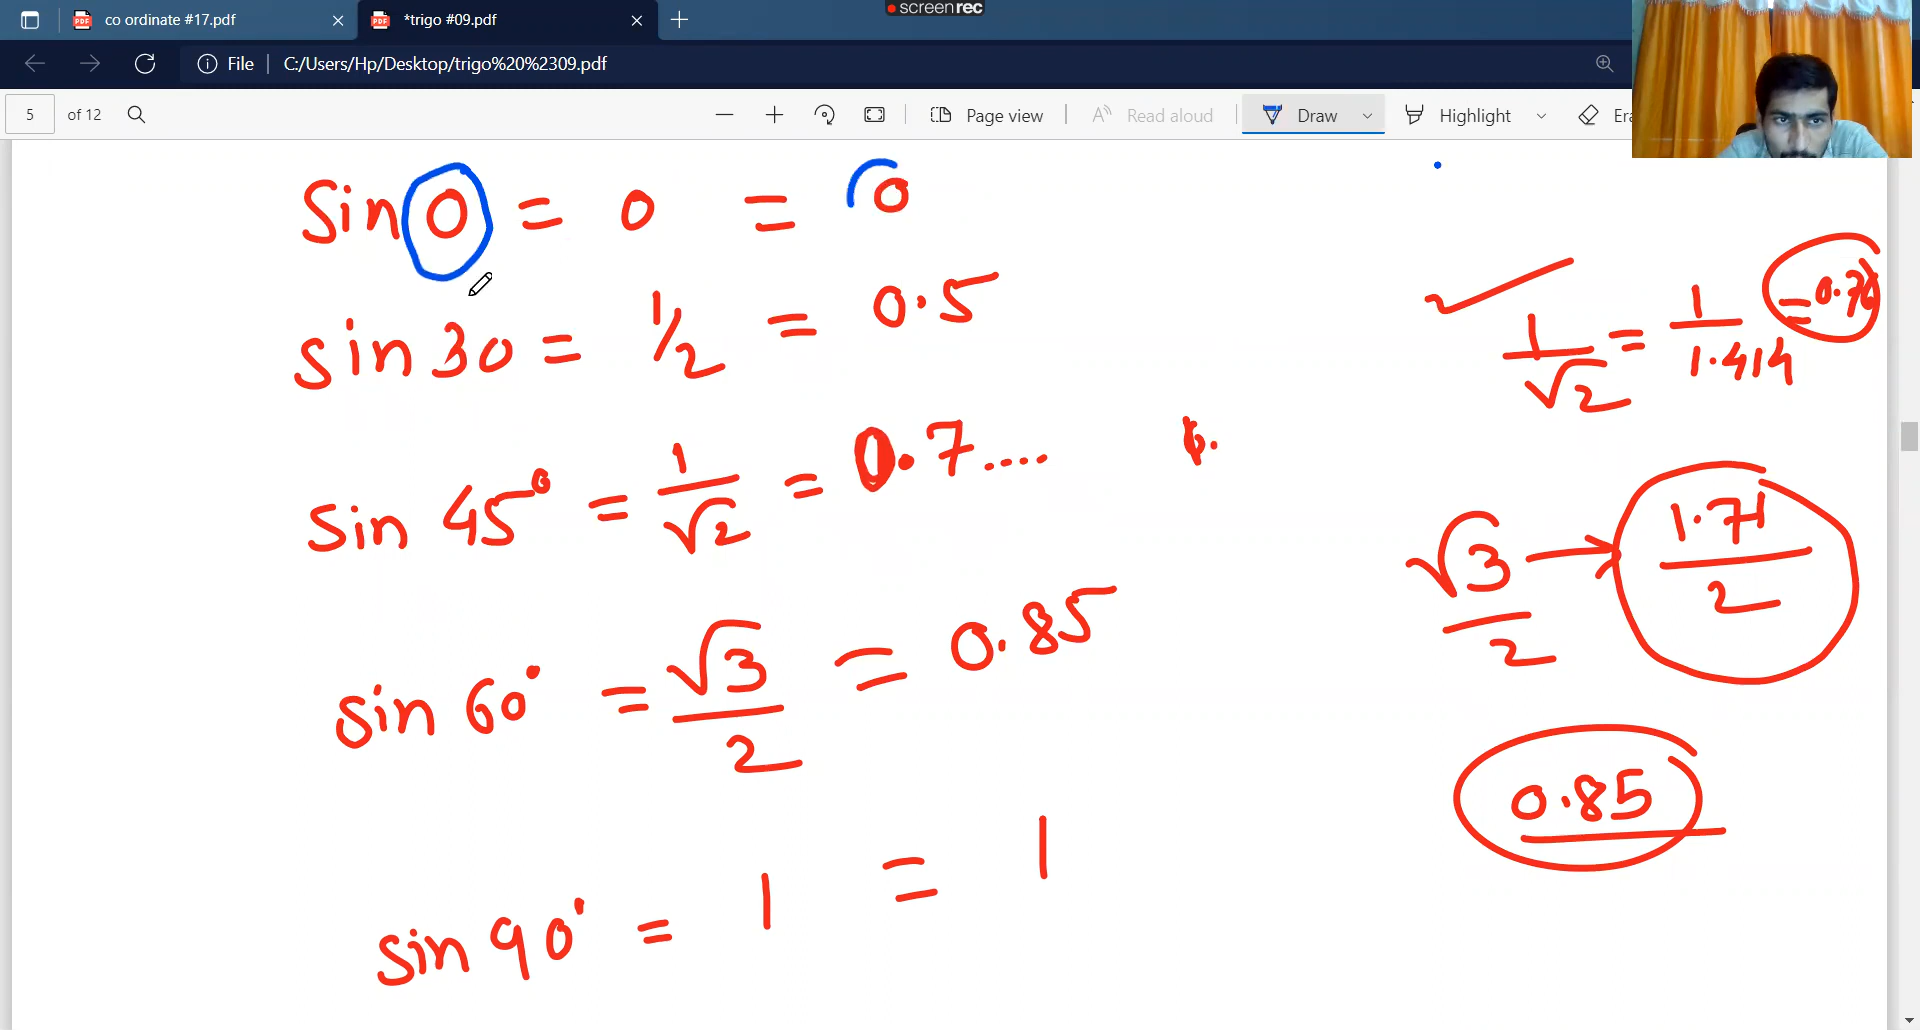 co ordinate #17.pdf
*trigo #09.pdf
screenrec
File
C:/Users/Hp/Desktop/trigo%20%2309.pdf
5 of 12
Page view
Read aloud
Draw
Highlight
Sin 0 = 0 = 0
sin 30 = 1/2 = 0.5
sin 45° = 1/√2 = 0.7....
sin 60° = √3/2 = 0.85
sin 90° = 1 = 1
1/√2 = 1/1.414 = 0.7
√3/2 → 1.71/2
0.85